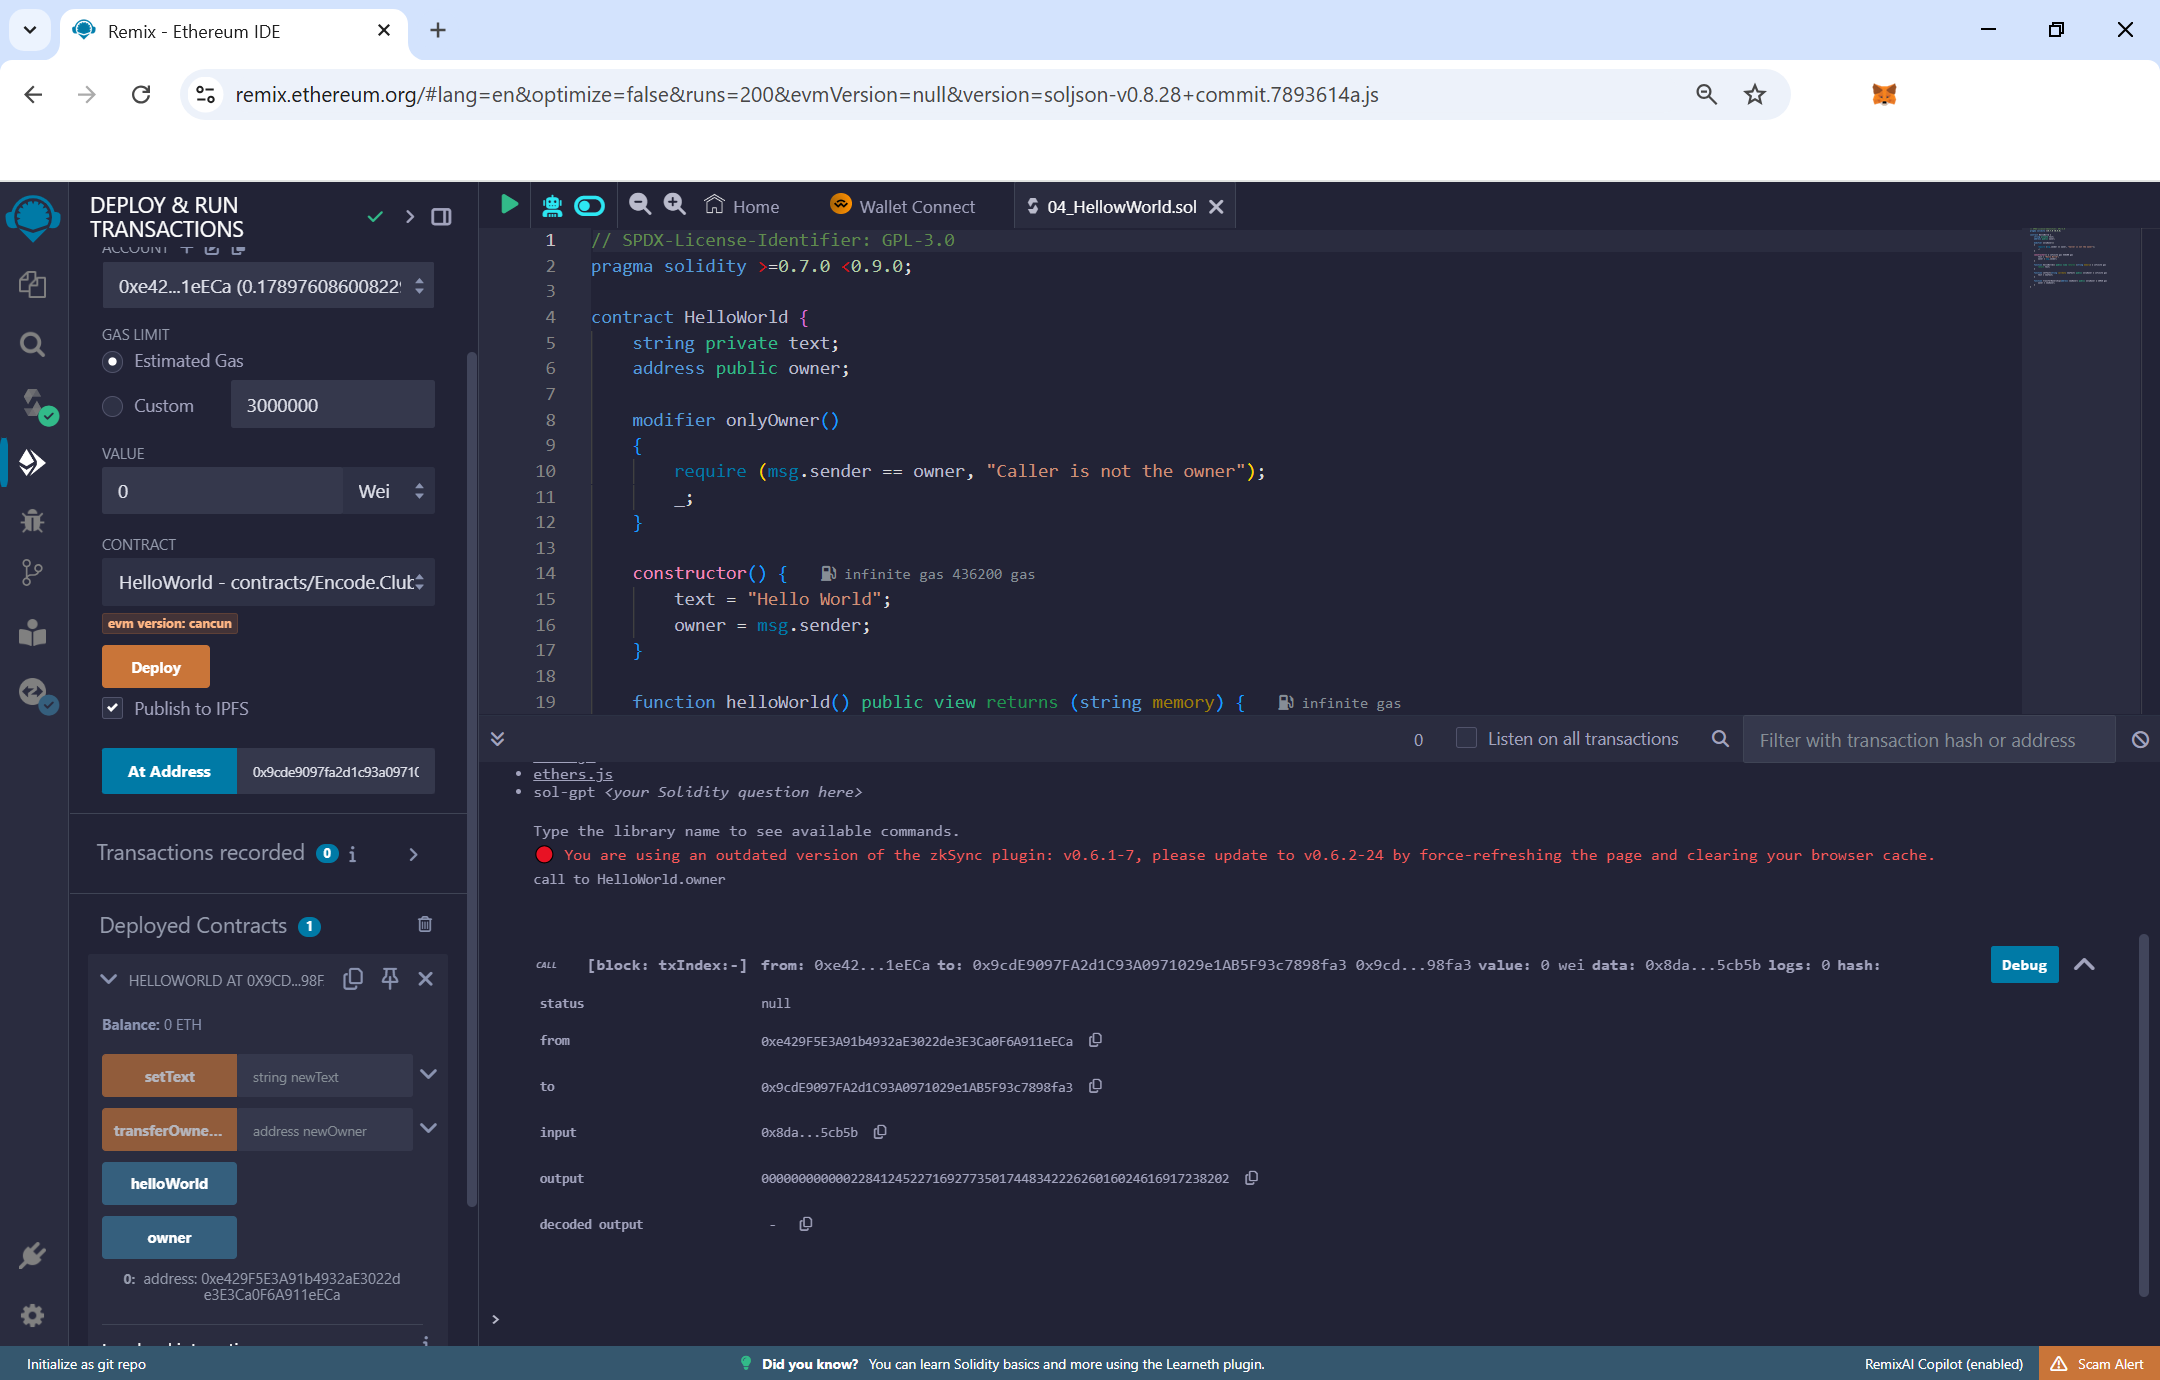 Remix - Ethereum IDE
remix.ethereum.org/#lang=en&optimize=false&runs=200&evmVersion=null&version=soljson-v0.8.28+commit.7893614a.js
DEPLOY & RUN
TRANSACTIONS
ACCOUNT
0xe42...1eECa (0.17897608600822
GAS LIMIT
Estimated Gas
Custom
3000000
VALUE
0
Wei
CONTRACT
HelloWorld - contracts/Encode.Club
evm version: cancun
Deploy
Publish to IPFS
At Address
0x9cde9097fa2d1c93a09710
Transactions recorded 0 i
Deployed Contracts 1
HELLOWORLD AT 0X9CD...98F
Balance: 0 ETH
setText
string newText
transferOwne...
address newOwner
helloWorld
owner
0: address: 0xe429F5E3A91b4932aE3022d
e3E3Ca0F6A911eECa
Home
Wallet Connect
04_HellowWorld.sol
1 // SPDX-License-Identifier: GPL-3.0
2 pragma solidity >=0.7.0 <0.9.0;
3
4 contract HelloWorld {
5 string private text;
6 address public owner;
7
8 modifier onlyOwner()
9 {
10 require (msg.sender == owner, "Caller is not the owner");
11 _;
12 }
13
14 constructor() { infinite gas 436200 gas
15 text = "Hello World";
16 owner = msg.sender;
17 }
18
19 function helloWorld() public view returns (string memory) { infinite gas
0
Listen on all transactions
Filter with transaction hash or address
• ethers.js
• sol-gpt <your Solidity question here>
Type the library name to see available commands.
You are using an outdated version of the zkSync plugin: v0.6.1-7, please update to v0.6.2-24 by force-refreshing the page and clearing your browser cache.
call to HelloWorld.owner
CALL [block: txIndex:-] from: 0xe42...1eECa to: 0x9cdE9097FA2d1C93A0971029e1AB5F93c7898fa3 0x9cd...98fa3 value: 0 wei data: 0x8da...5cb5b logs: 0 hash:
Debug
status null
from 0xe429F5E3A91b4932aE3022de3E3Ca0F6A911eECa
to 0x9cdE9097FA2d1C93A0971029e1AB5F93c7898fa3
input 0x8da...5cb5b
output 0000000000002284124522716927735017448342226260160246169172382​02
decoded output -
>
Initialize as git repo
Did you know? You can learn Solidity basics and more using the Learneth plugin.
RemixAI Copilot (enabled)
Scam Alert